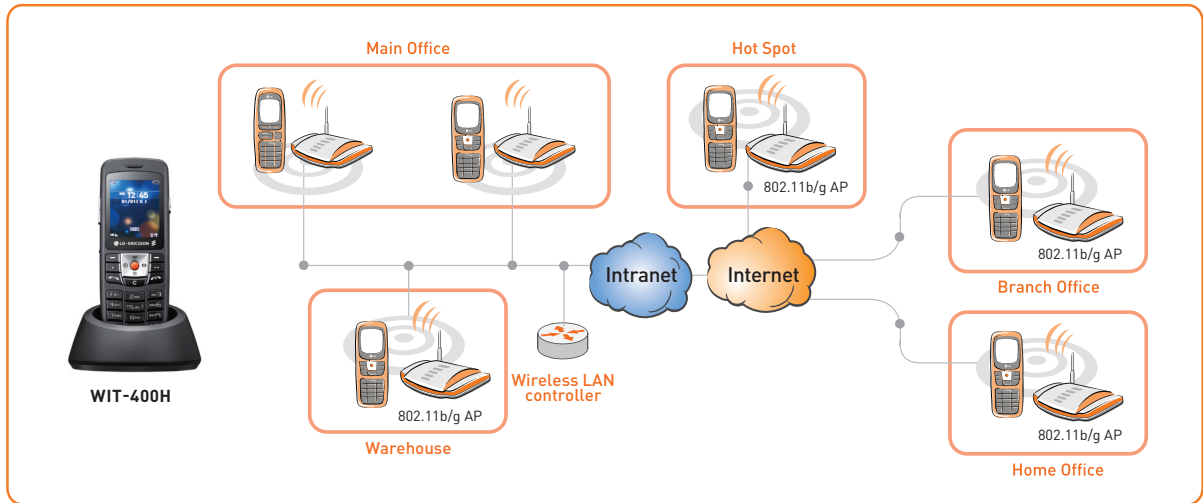 Main Office
Hot Spot
802.11b/g AP
12:45
LG-ERICSSON
Intranet
Internet
802.11b/g AP
Branch Office
WIT-400H
802.11b/g AP
Warehouse
Wireless LAN
controller
802.11b/g AP
Home Office